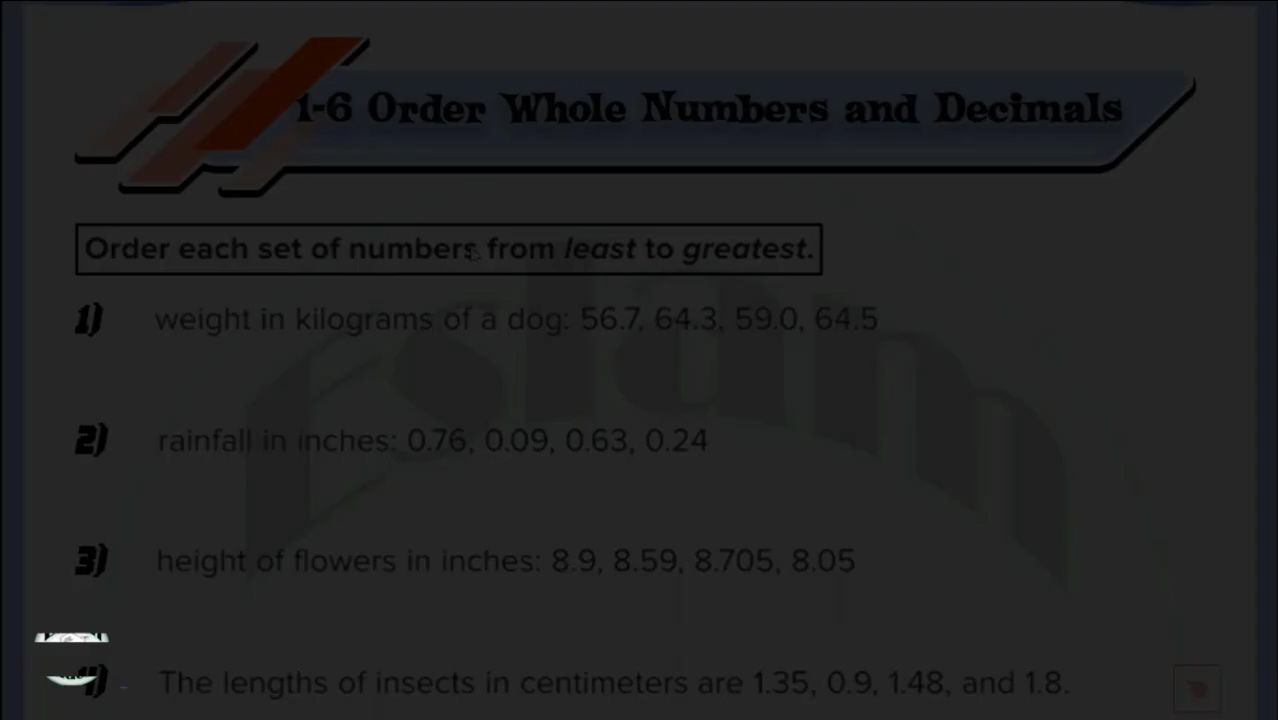 1-6 Order Whole Numbers and Decimals
Order each set of numbers from least to greatest.
1) weight in kilograms of a dog: 56.7, 64.3, 59.0, 64.5
2) rainfall in inches: 0.76, 0.09, 0.63, 0.24
3) height of flowers in inches: 8.9, 8.59, 8.705, 8.05
4) The lengths of insects in centimeters are 1.35, 0.9, 1.48, and 1.8.